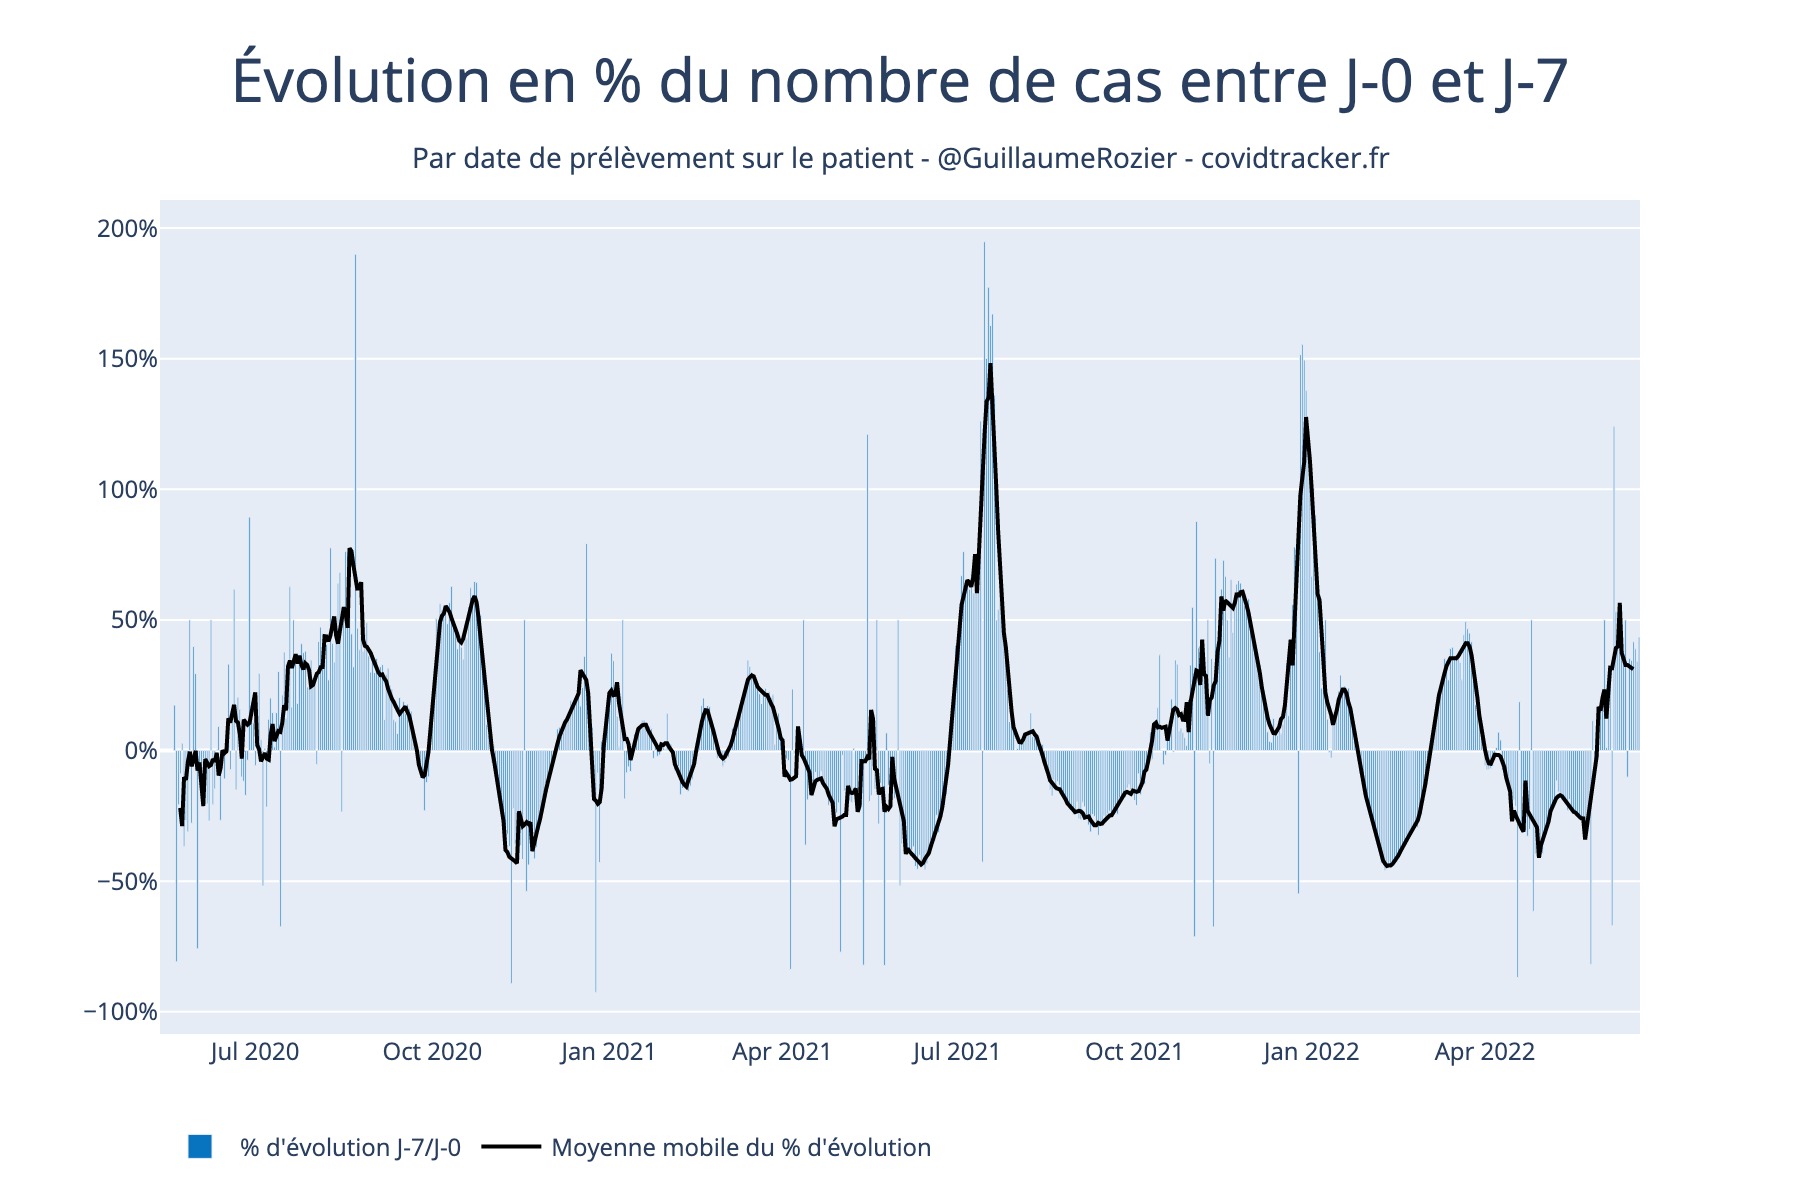 Évolution en % du nombre de cas entre J-0 et J-7
Par date de prélèvement sur le patient - @GuillaumeRozier - covidtracker.fr
200%
150%
100%
50%
0%
−50%
−100%
Jul 2020 Oct 2020 Jan 2021 Apr 2021 Jul 2021 Oct 2021 Jan 2022 Apr 2022
% d'évolution J-7/J-0 Moyenne mobile du % d'évolution